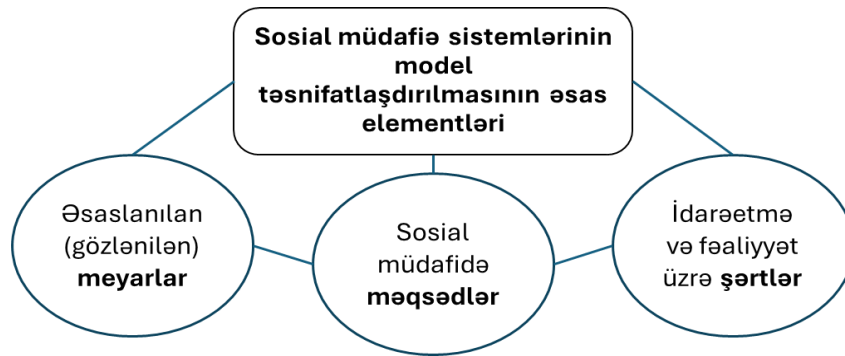 Sosial müdafiə sistemlərinin
model
təsnifatlaşdırılmasının əsas
elementləri
Əsaslanılan
(gözlənilən)
meyarlar
Sosial
müdafidə
məqsədlər
İdarəetmə
və fəaliyyət
üzrə şərtlər